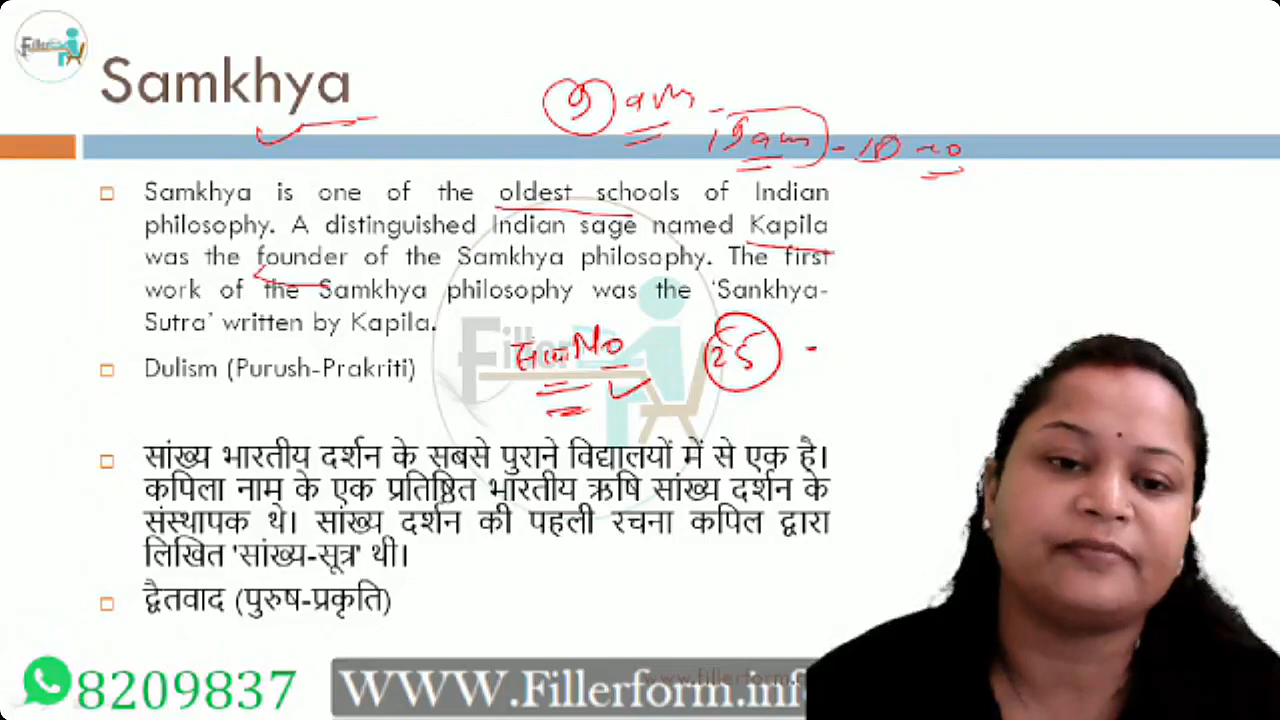 Fillerform
Samkhya
Samkhya is one of the oldest schools of Indian
philosophy. A distinguished Indian sage named Kapila
was the founder of the Samkhya philosophy. The first
work of the Samkhya philosophy was the 'Sankhya-
Sutra' written by Kapila.
No
25
Dulism (Purush-Prakriti)
सांख्य भारतीय दर्शन के सबसे पुराने विद्यालयों में से एक है।
कपिला नाम के एक प्रतिष्ठित भारतीय ऋषि सांख्य दर्शन के
संस्थापक थे। सांख्य दर्शन की पहली रचना कपिल द्वारा
लिखित 'सांख्य-सूत्र' थी।
द्वैतवाद (पुरुष-प्रकृति)
8209837
WWW.Fillerform.inf